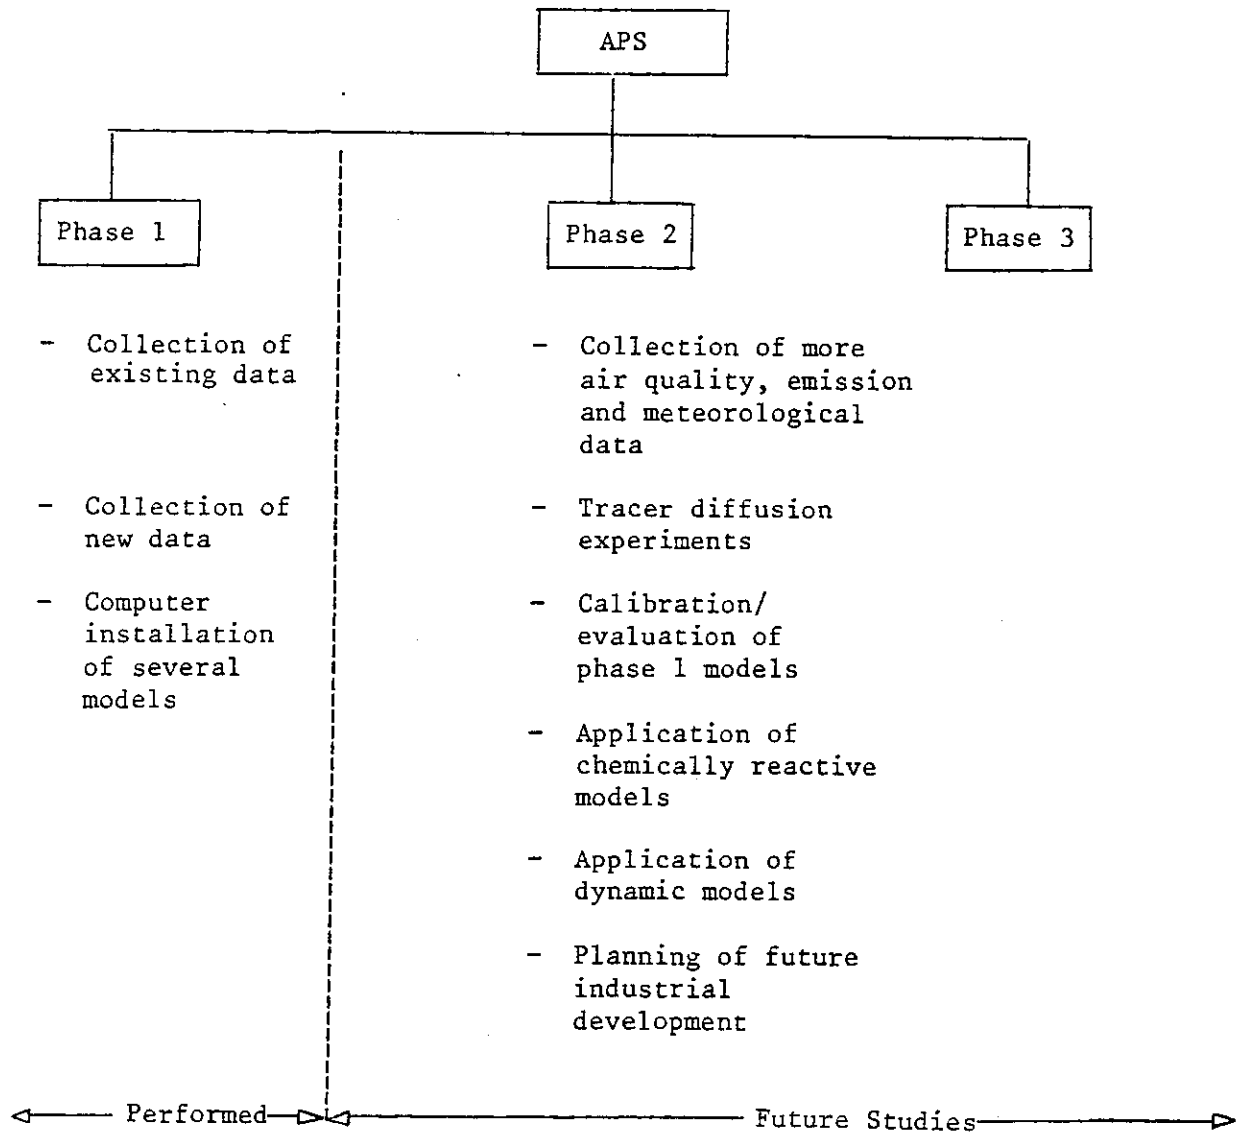 APS
Phase 1
Phase 2
Phase 3
- Collection of
existing data
- Collection of
new data
- Computer
installation
of several
models
- Collection of more
air quality, emission
and meteorological
data
- Tracer diffusion
experiments
- Calibration/
evaluation of
phase 1 models
- Application of
chemically reactive
models
- Application of
dynamic models
- Planning of future
industrial
development
Performed
Future Studies